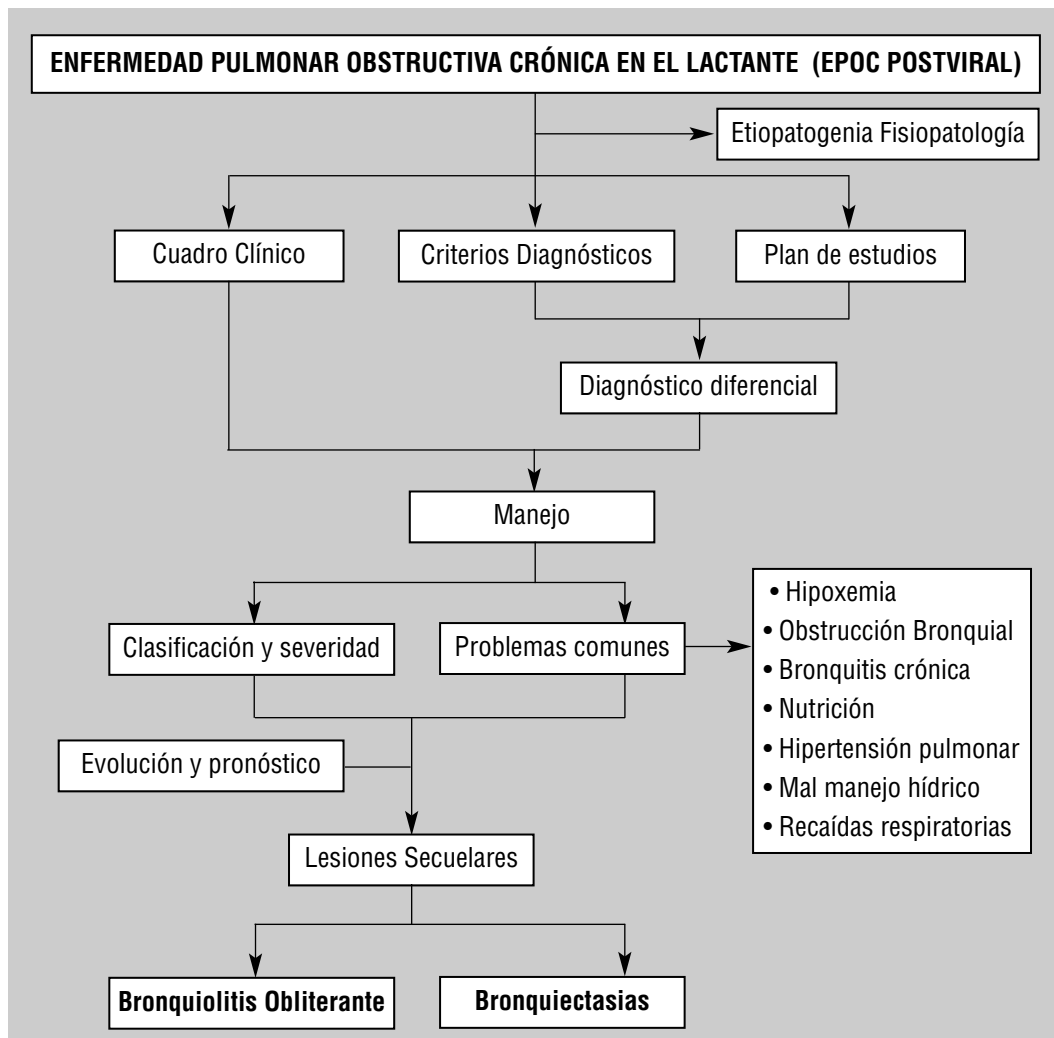 ENFERMEDAD PULMONAR OBSTRUCTIVA CRÓNICA EN EL LACTANTE (EPOC POSTVIRAL)
Etiopatogenia Fisiopatología
Cuadro Clínico
Criterios Diagnósticos
Plan de estudios
Diagnóstico diferencial
Manejo
Clasificación y severidad
Problemas comunes
• Hipoxemia
• Obstrucción Bronquial
• Bronquitis crónica
• Nutrición
• Hipertensión pulmonar
• Mal manejo hídrico
• Recaídas respiratorias
Evolución y pronóstico
Lesiones Secuelares
Bronquiolitis Obliterante
Bronquiectasias